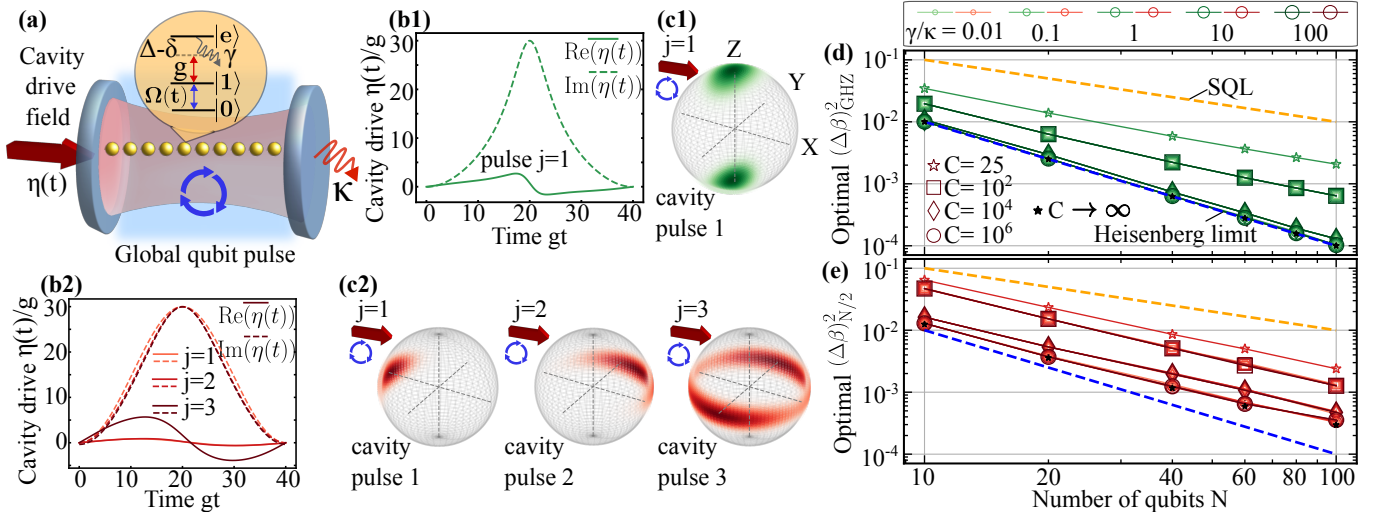 (a)
Δ-δ
|e⟩
γ
g
|1⟩
Ω(t)
|0⟩
Cavity
drive
field
η(t)
κ
Global qubit pulse
(b1)
Cavity drive η(t)/g
30
20
10
0
Re(η(t))
Im(η(t))
pulse j=1
0 10 20 30 40
Time gt
(c1)
j=1
Z
Y
X
cavity
pulse 1
(b2)
Cavity drive η(t)/g
30
20
10
0
Re(η(t))
Im(η(t))
j=1
j=2
j=3
0 10 20 30 40
Time gt
(c2)
j=1
cavity
pulse 1
j=2
cavity
pulse 2
j=3
cavity
pulse 3
γ/κ= 0.01 0.1 1 10 100
(d)
Optimal (Δβ)²GHZ
10⁻¹
10⁻²
10⁻³
10⁻⁴
SQL
C= 25
C= 10²
C= 10⁴
C= 10⁶
C → ∞
Heisenberg limit
(e)
Optimal (Δβ)²N/2
10⁻¹
10⁻²
10⁻³
10⁻⁴
10 20 40 60 80 100
Number of qubits N